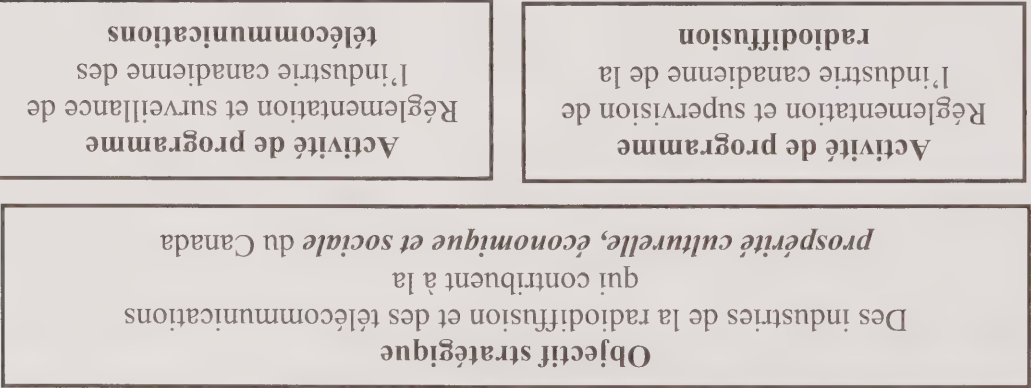 Objectif stratégique
Des industries de la radiodiffusion et des télécommunications
qui contribuent à la
prospérité culturelle, économique et sociale du Canada
Activité de programme
Réglementation et supervision de
l'industrie canadienne de la
radiodiffusion
Activité de programme
Réglementation et surveillance de
l'industrie canadienne des
télécommunications